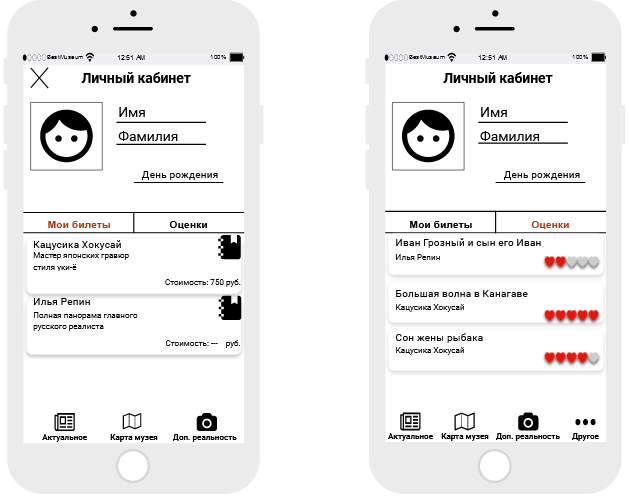 BestMuseum 12:51 AM 100%
Личный кабинет
Имя
Фамилия
День рождения
Мои билеты Оценки
Кацусика Хокусай
Мастер японских гравюр
стиля уки-ё
Стоимость: 750 руб.
Илья Репин
Полная панорама главного
русского реалиста
Стоимость: --- руб.
Актуальное Карта музея Доп. реальность
BestMuseum 12:51 AM 100%
Личный кабинет
Имя
Фамилия
День рождения
Мои билеты Оценки
Иван Грозный и сын его Иван
Илья Репин
Большая волна в Канагаве
Кацусика Хокусай
Сон жены рыбака
Кацусика Хокусай
Актуальное Карта музея Доп. реальность Другое